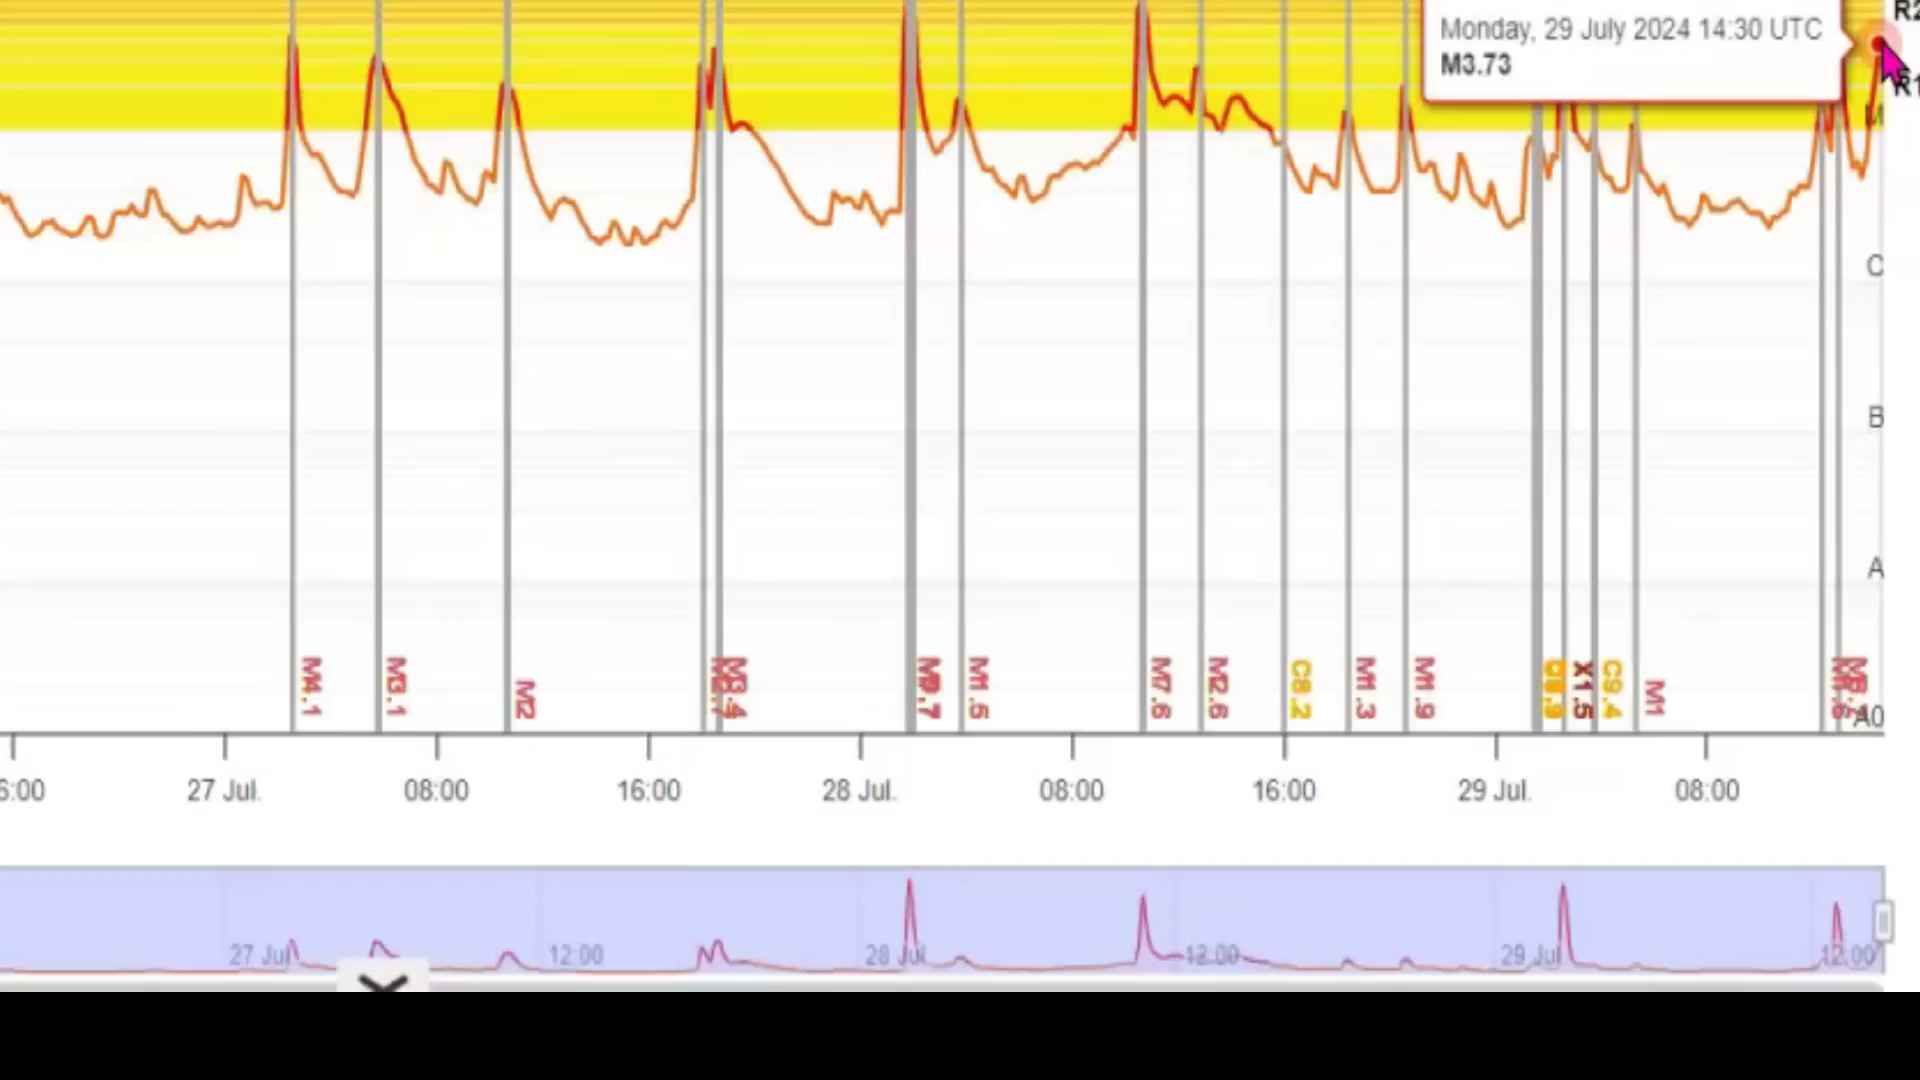 R2
Monday, 29 July 2024 14:30 UTC
M3.73
R1
M
C
B
A
A0
M4.1
M3.1
M2
M3.4
M1.5
M7.6
M2.6
C8.2
M1.3
M1.9
X1.5
C9.4
M1
6:00
27 Jul.
08:00
16:00
28 Jul.
08:00
16:00
29 Jul.
08:00
27 Jul
12:00
28 Jul
12:00
29 Jul
12:00